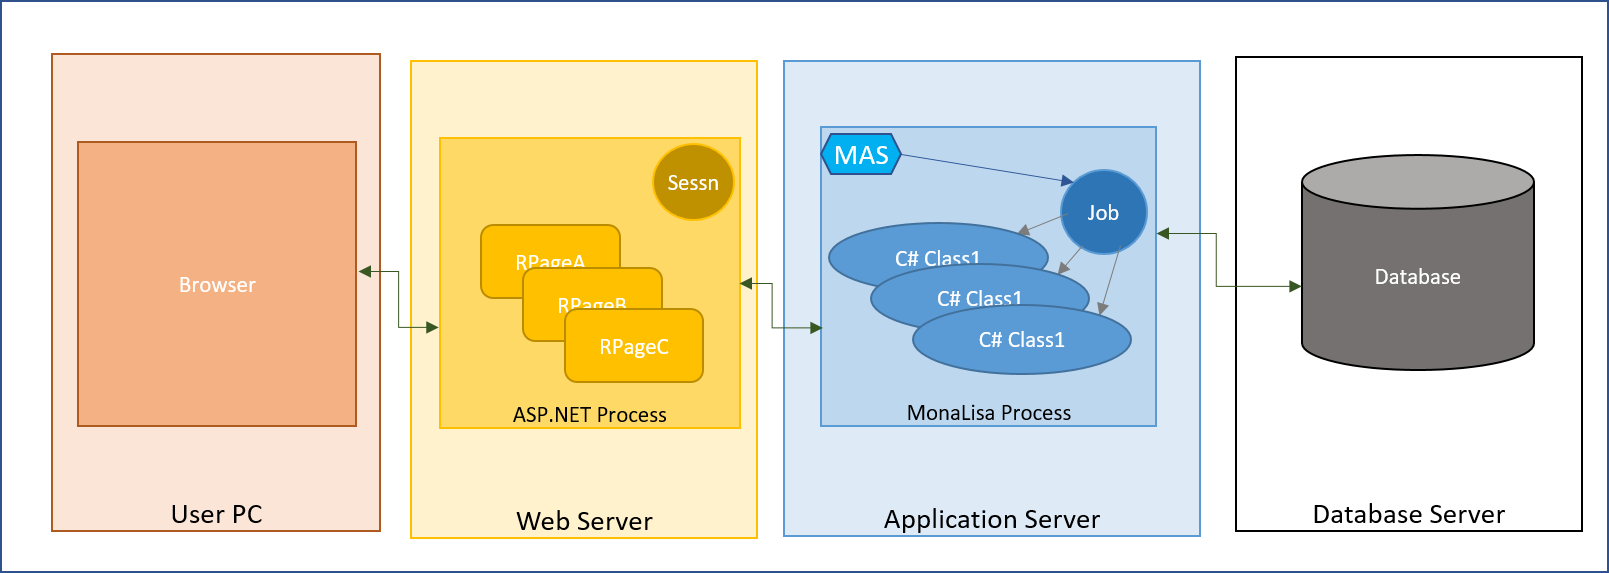 Browser
User PC
Sessn
RPageA
RPageB
RPageC
ASP.NET Process
Web Server
MAS
Job
C# Class1
C# Class1
C# Class1
MonaLisa Process
Application Server
Database
Database Server